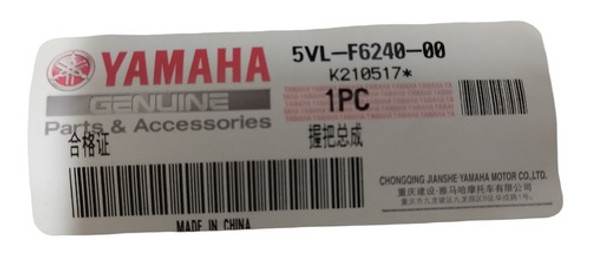 YAMAHA
GENUINE
Parts & Accessories
5VL-F6240-00
K210517*
1PC
合格证
握把总成
CHONGQING JIANSHE·YAMAHA MOTOR CO.,LTD.
重庆建设·雅马哈摩托车有限公司
MADE IN CHINA